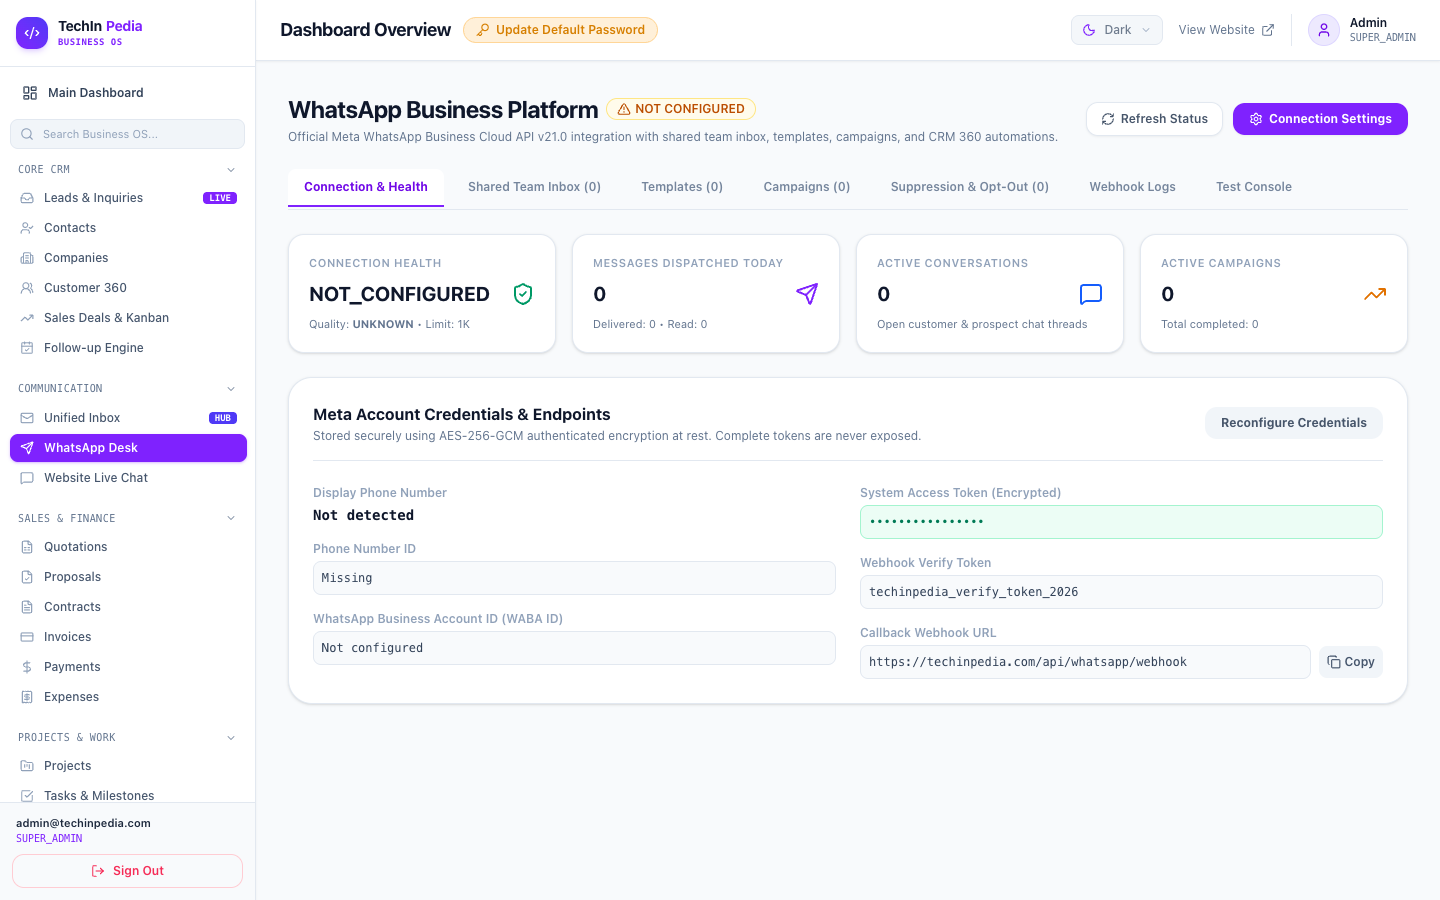 TechIn Pedia
BUSINESS OS
Main Dashboard
Search Business OS...
CORE CRM
Leads & Inquiries
LIVE
Contacts
Companies
Customer 360
Sales Deals & Kanban
Follow-up Engine
COMMUNICATION
Unified Inbox
HUB
WhatsApp Desk
Website Live Chat
SALES & FINANCE
Quotations
Proposals
Contracts
Invoices
Payments
Expenses
PROJECTS & WORK
Projects
Tasks & Milestones
admin@techinpedia.com
SUPER_ADMIN
Sign Out
Dashboard Overview
Update Default Password
Dark
View Website
Admin
SUPER_ADMIN
WhatsApp Business Platform
NOT CONFIGURED
Official Meta WhatsApp Business Cloud API v21.0 integration with shared team inbox, templates, campaigns, and CRM 360 automations.
Refresh Status
Connection Settings
Connection & Health
Shared Team Inbox (0)
Templates (0)
Campaigns (0)
Suppression & Opt-Out (0)
Webhook Logs
Test Console
CONNECTION HEALTH
NOT_CONFIGURED
Quality: UNKNOWN • Limit: 1K
MESSAGES DISPATCHED TODAY
0
Delivered: 0 • Read: 0
ACTIVE CONVERSATIONS
0
Open customer & prospect chat threads
ACTIVE CAMPAIGNS
0
Total completed: 0
Meta Account Credentials & Endpoints
Stored securely using AES-256-GCM authenticated encryption at rest. Complete tokens are never exposed.
Reconfigure Credentials
Display Phone Number
Not detected
Phone Number ID
Missing
WhatsApp Business Account ID (WABA ID)
Not configured
System Access Token (Encrypted)
••••••••••••••••
Webhook Verify Token
techinpedia_verify_token_2026
Callback Webhook URL
https://techinpedia.com/api/whatsapp/webhook
Copy